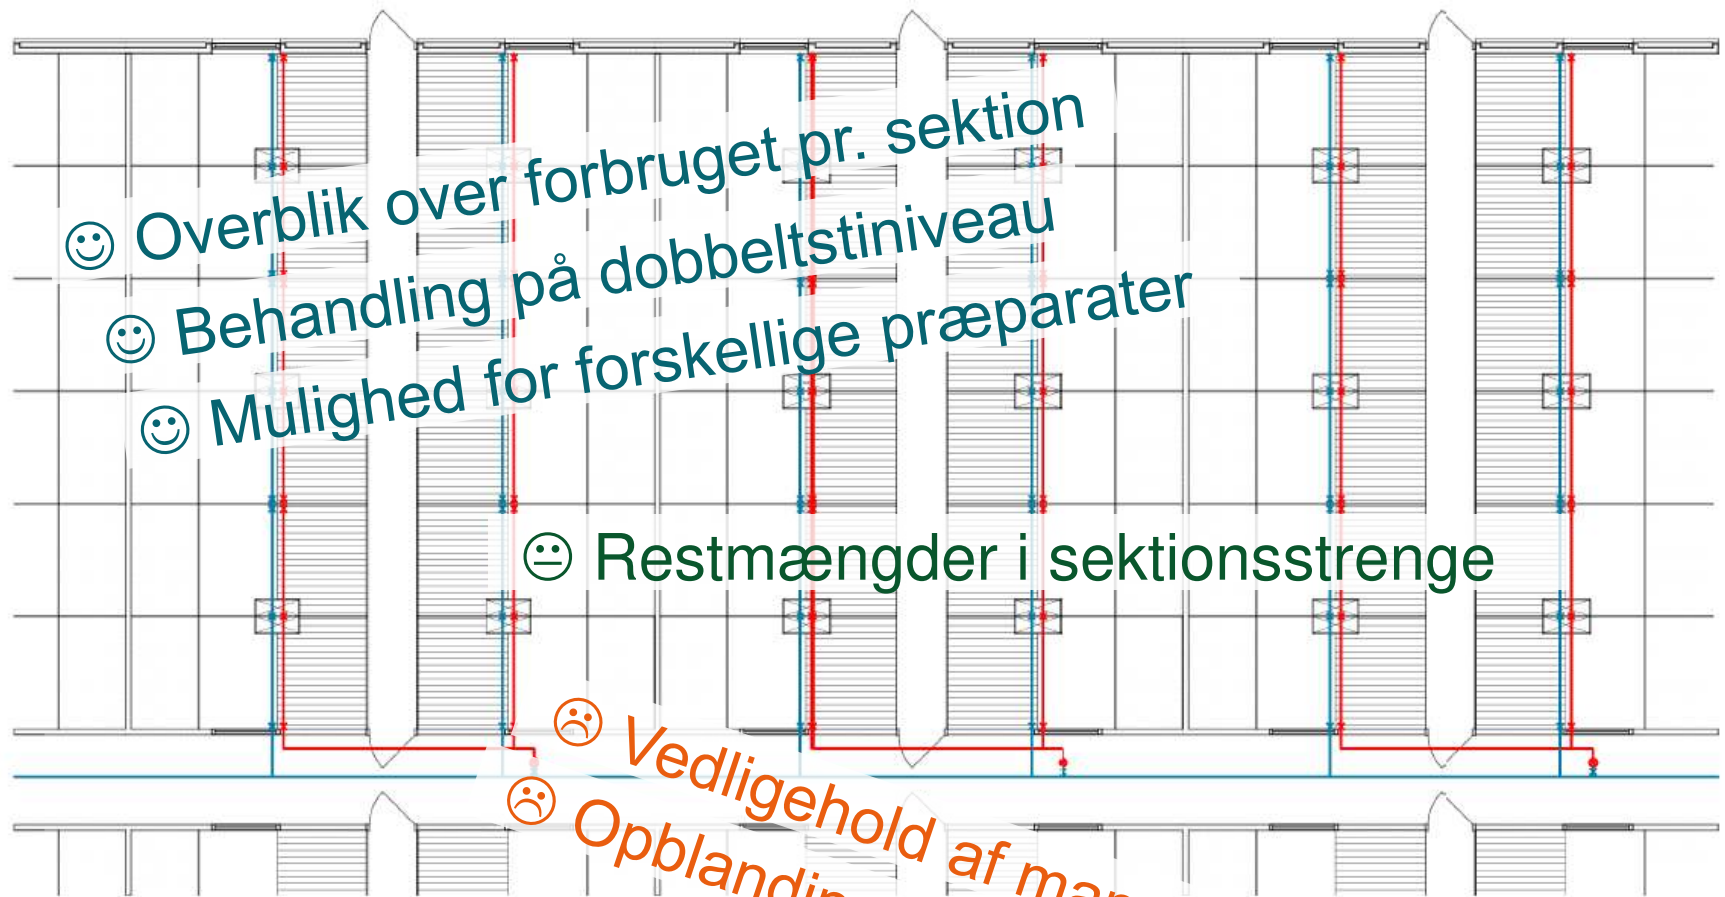 ☺ Overblik over forbruget pr. sektion
☺ Behandling på dobbeltstiniveau
☺ Mulighed for forskellige præparater
😐 Restmængder i sektionsstrenge
☹ Vedligehold af
☹